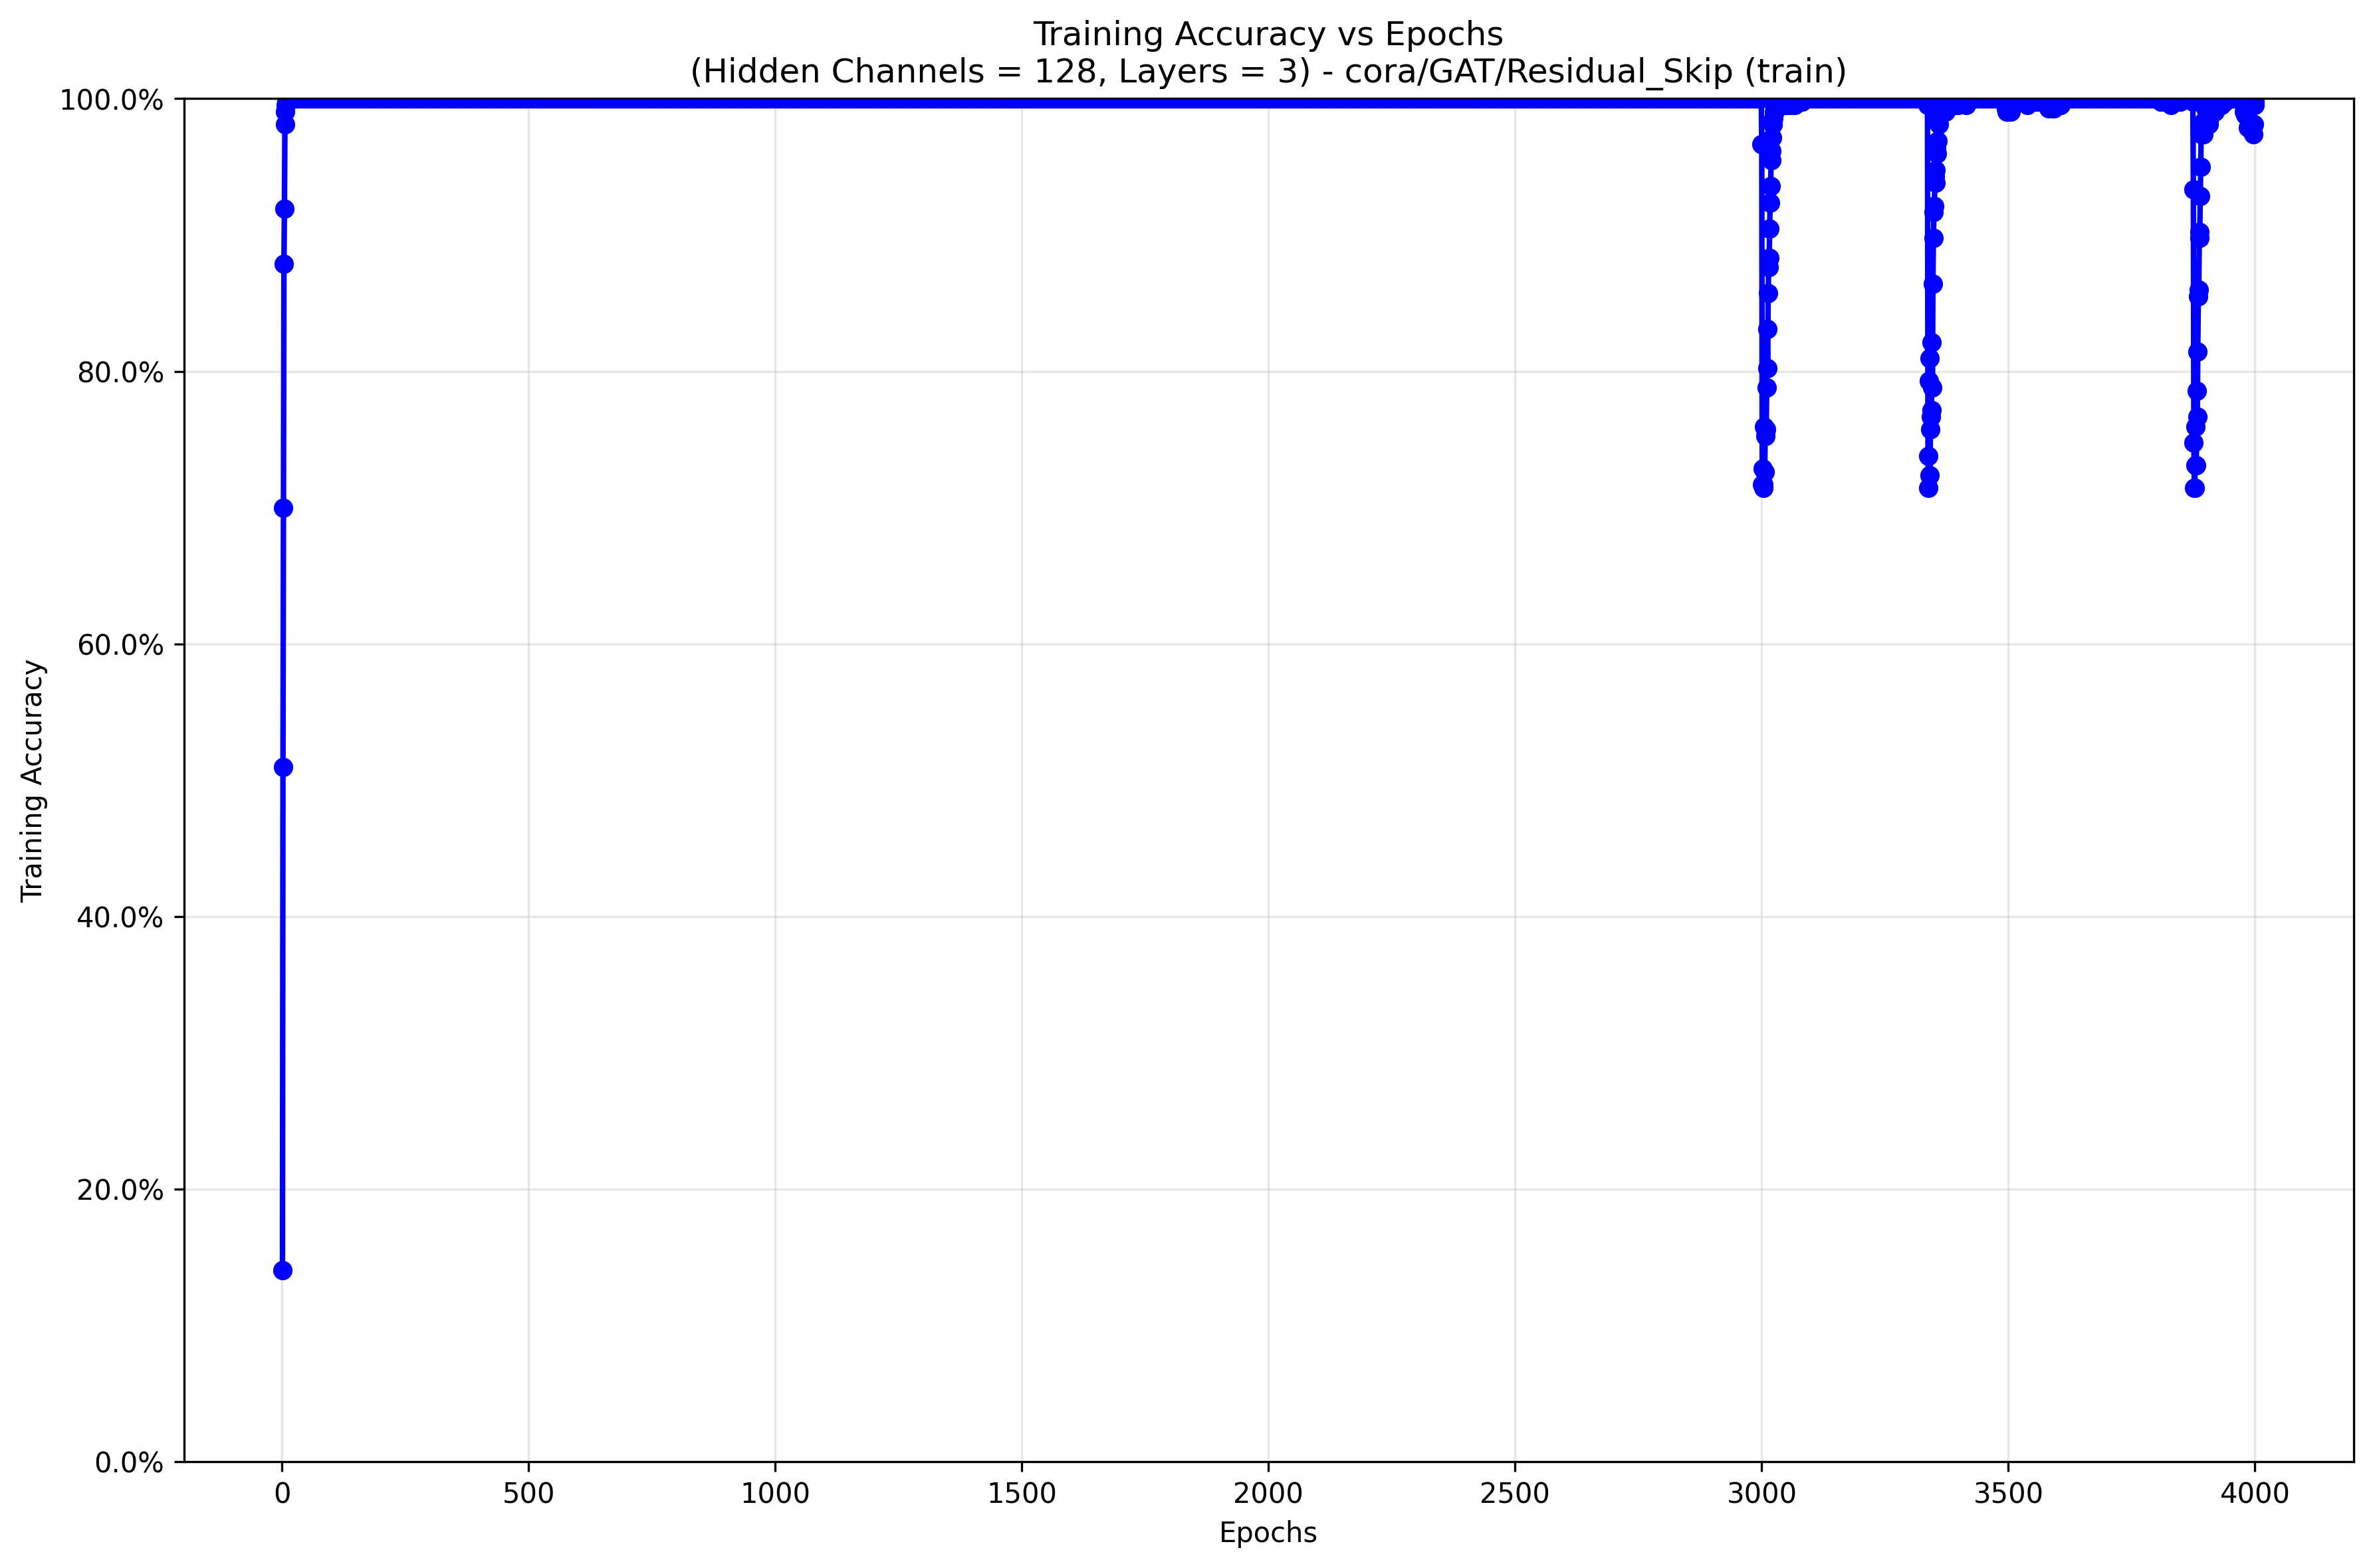 Training Accuracy vs Epochs
(Hidden Channels = 128, Layers = 3) - cora/GAT/Residual_Skip (train)
100.0%
80.0%
60.0%
40.0%
20.0%
0.0%
Training Accuracy
0 500 1000 1500 2000 2500 3000 3500 4000
Epochs